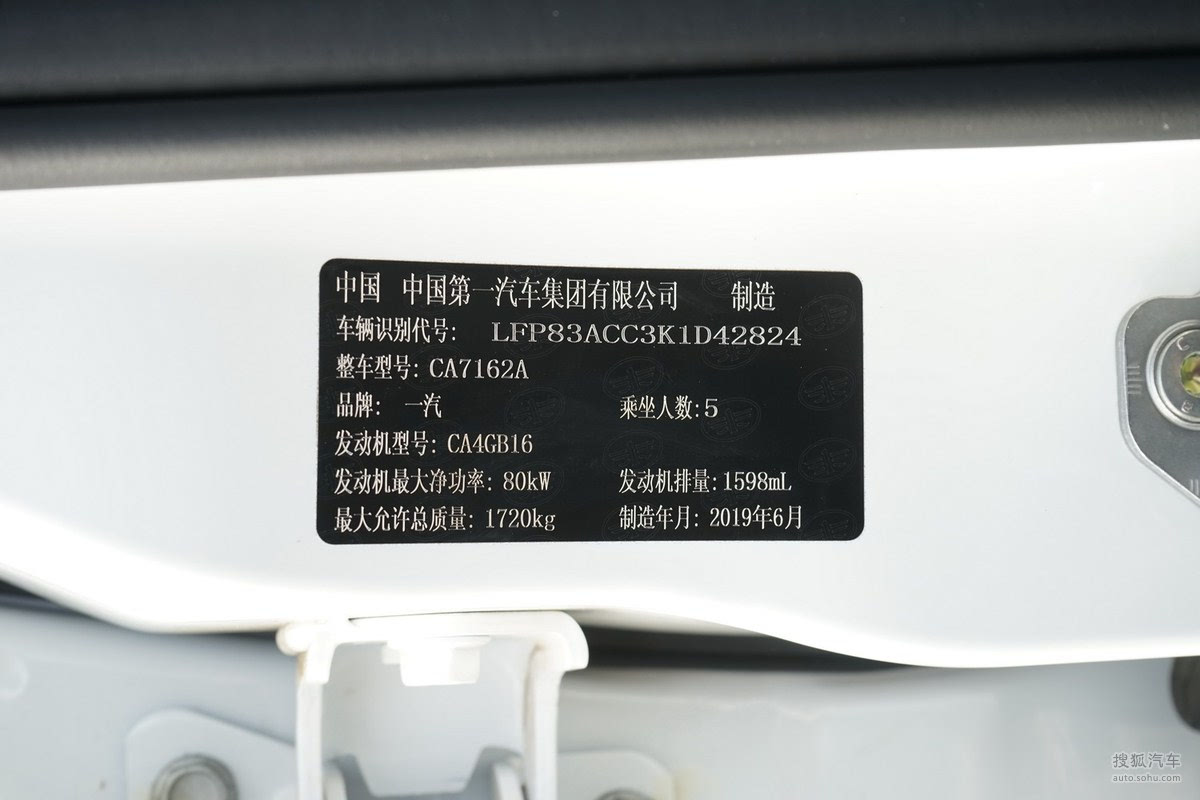 中国 中国第一汽车集团有限公司 制造
车辆识别代号: LFP83ACC3K1D42824
整车型号: CA7162A
品牌: 一汽 乘坐人数:5
发动机型号: CA4GB16
发动机最大净功率: 80kW 发动机排量:1598mL
最大允许总质量: 1720kg 制造年月: 2019年6月
搜狐汽车
auto.sohu.com